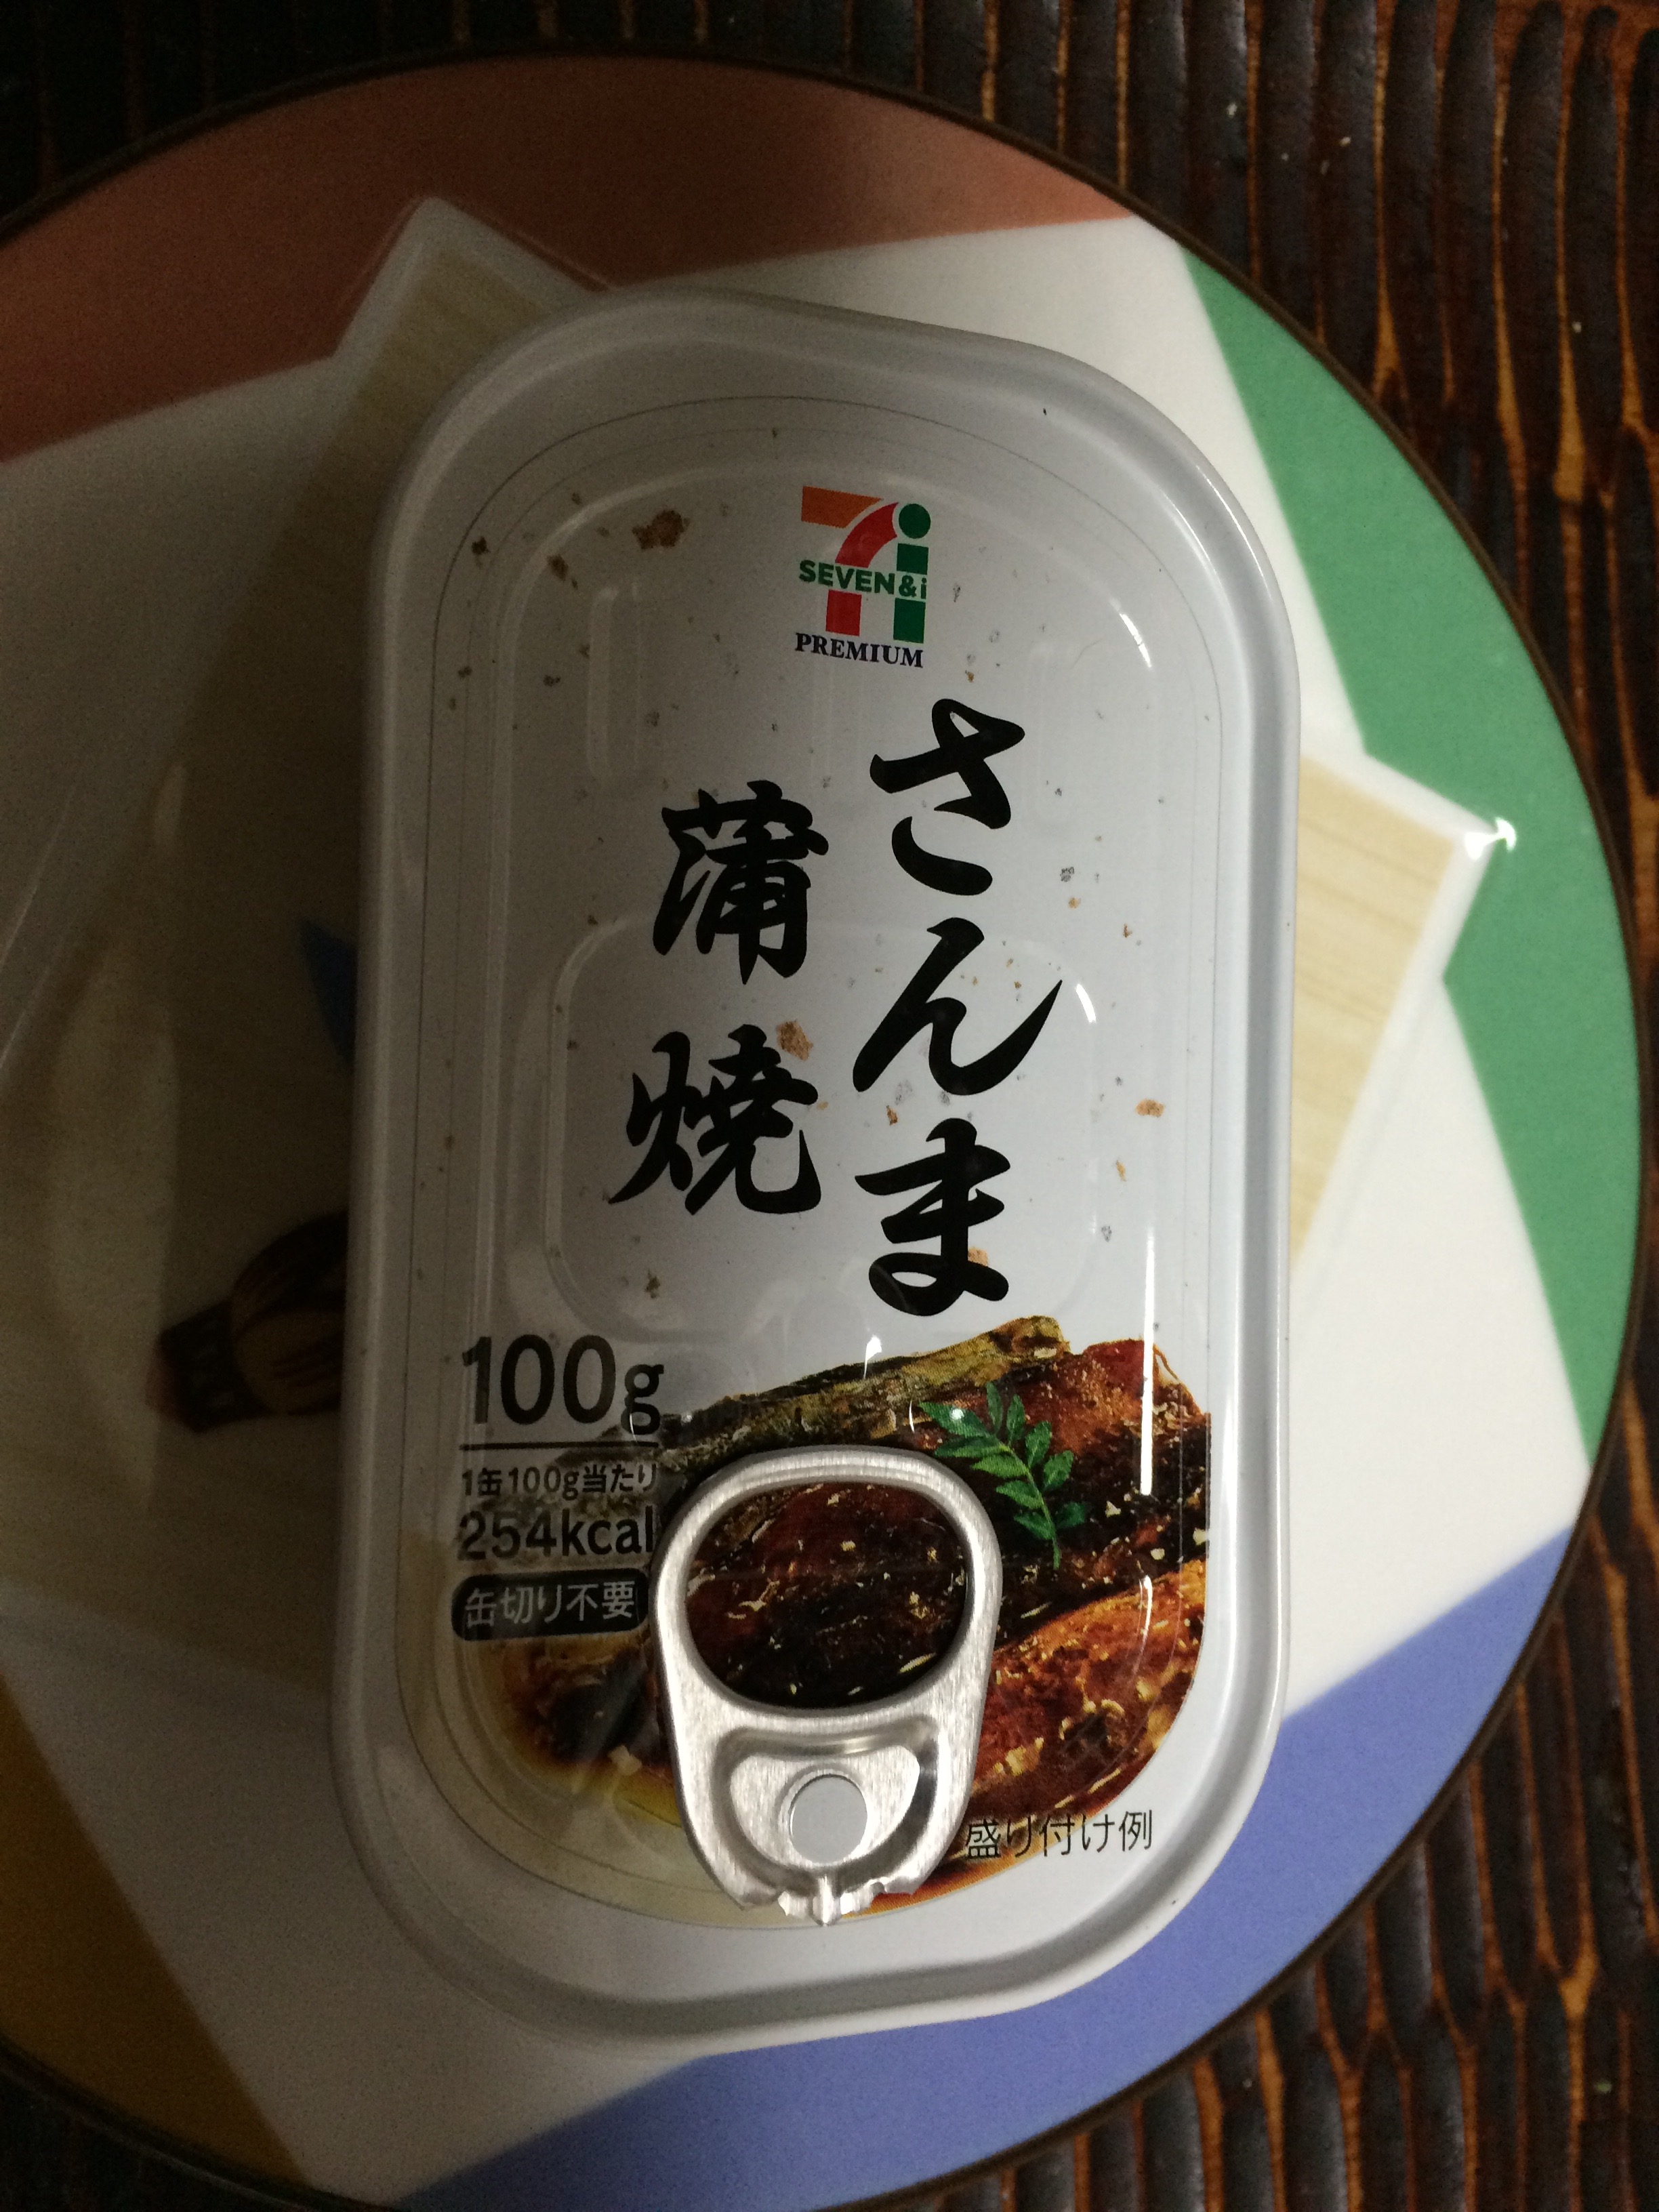 SEVEN&i
PREMIUM
さんま
蒲焼
100g
1缶100g当たり
254kcal
缶切り不要
盛り付け例